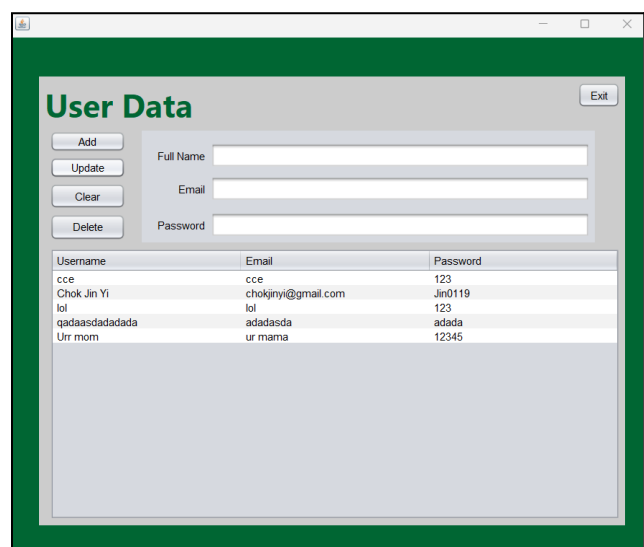 User Data
Exit
Add
Update
Clear
Delete
Full Name
Email
Password
Username Email Password
cce cce 123
Chok Jin Yi chokjinyi@gmail.com Jin0119
lol lol 123
qadaasdadadada adadasda adada
Urr mom ur mama 12345